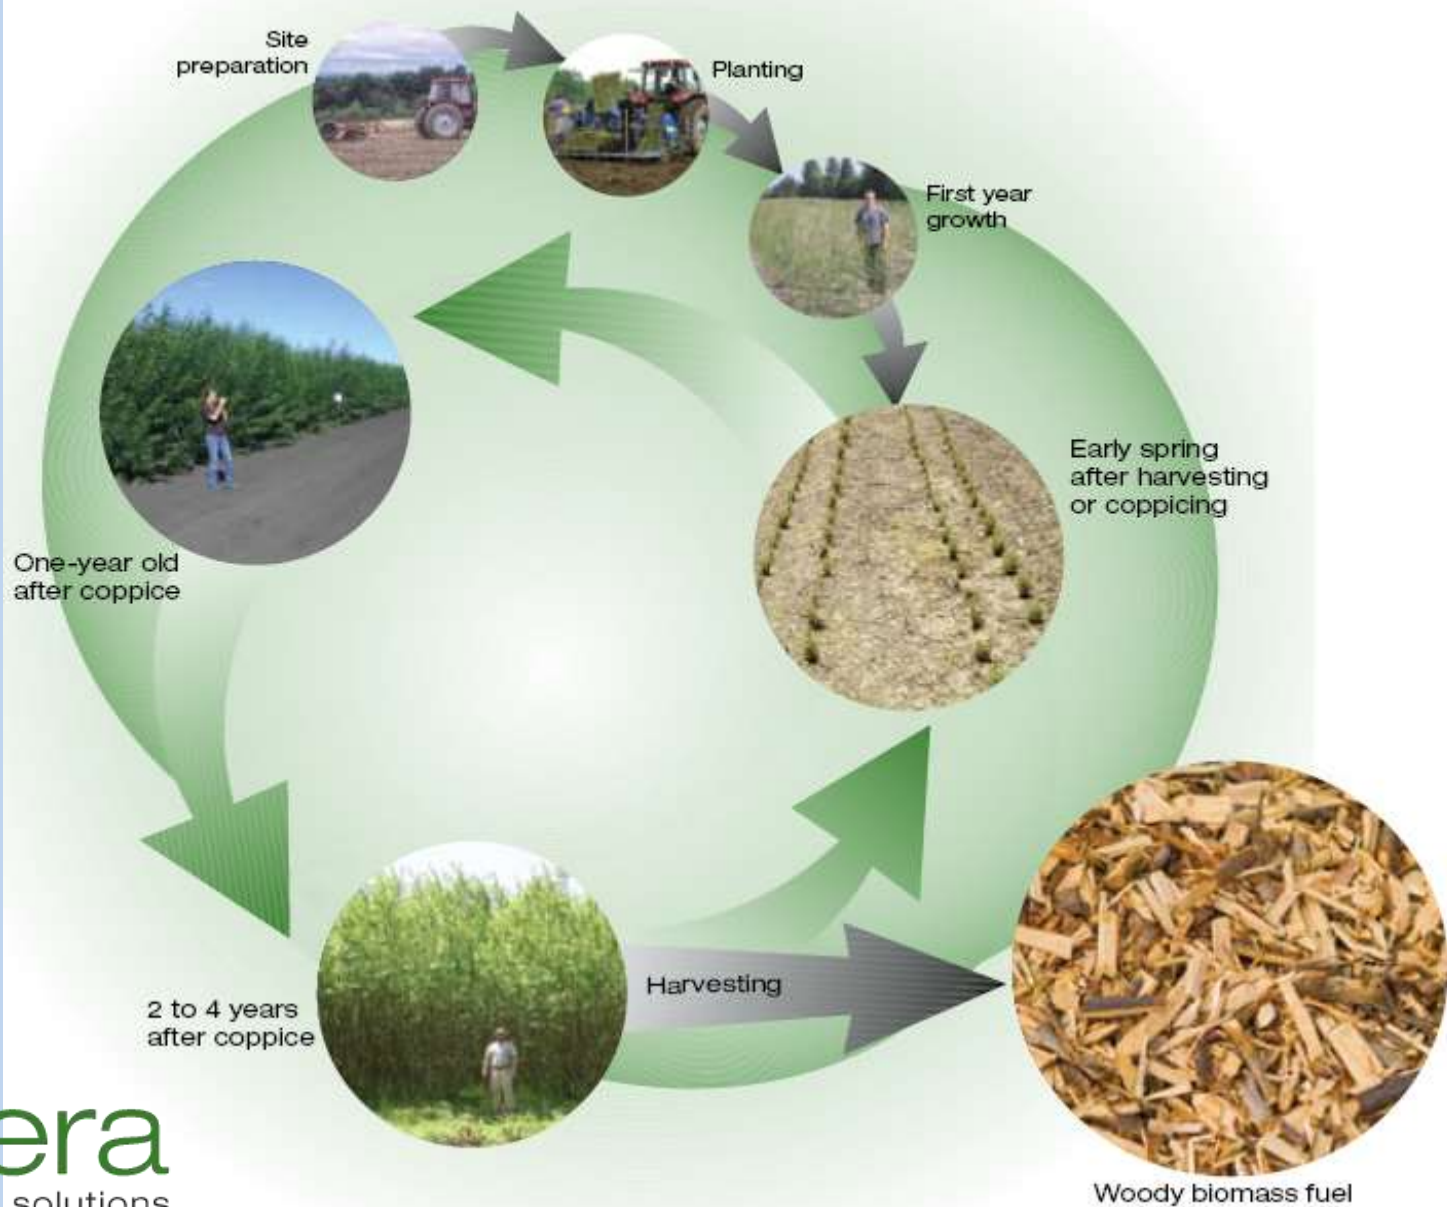 Site
preparation
Planting
First year
growth
Early spring
after harvesting
or coppicing
One-year old
after coppice
2 to 4 years
after coppice
Harvesting
Woody biomass fuel
era
solutions